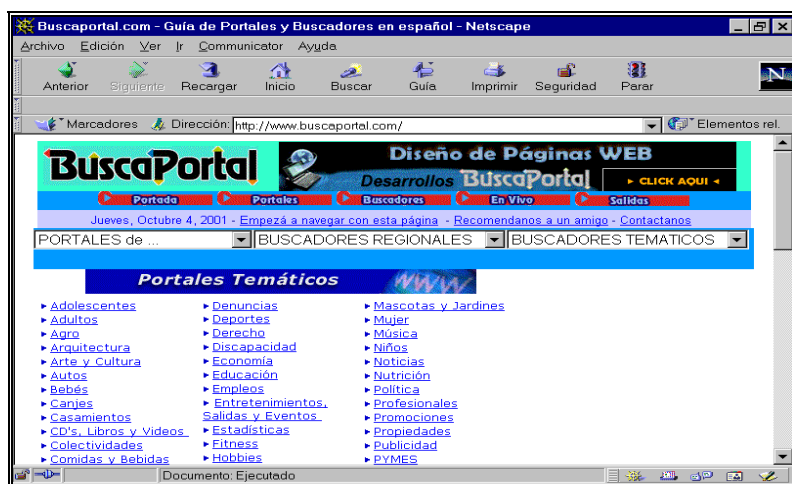 Buscaportal.com - Guía de Portales y Buscadores en español - Netscape
Archivo Edición Ver Ir Communicator Ayuda
Anterior Siguiente Recargar Inicio Buscar Guía Imprimir Seguridad Parar N
Marcadores Dirección: http://www.buscaportal.com/ Elementos rel.
BuscaPortal Diseño de Páginas WEB
Desarrollos BuscaPortal CLICK AQUI
Portada Portales Buscadores En Vivo Salidas
Jueves, Octubre 4, 2001 - Empezá a navegar con esta página - Recomendanos a un amigo - Contactanos
PORTALES de ... BUSCADORES REGIONALES BUSCADORES TEMATICOS
Portales Temáticos WWW
Adolescentes
Adultos
Agro
Arquitectura
Arte y Cultura
Autos
Bebés
Canjes
Casamientos
CD's, Libros y Videos
Colectividades
Comidas y Bebidas
Denuncias
Deportes
Derecho
Discapacidad
Economía
Educación
Empleos
Entretenimientos,
Salidas y Eventos
Estadísticas
Fitness
Hobbies
Mascotas y Jardines
Mujer
Música
Niños
Noticias
Nutrición
Política
Profesionales
Promociones
Propiedades
Publicidad
PYMES
Documento: Ejecutado